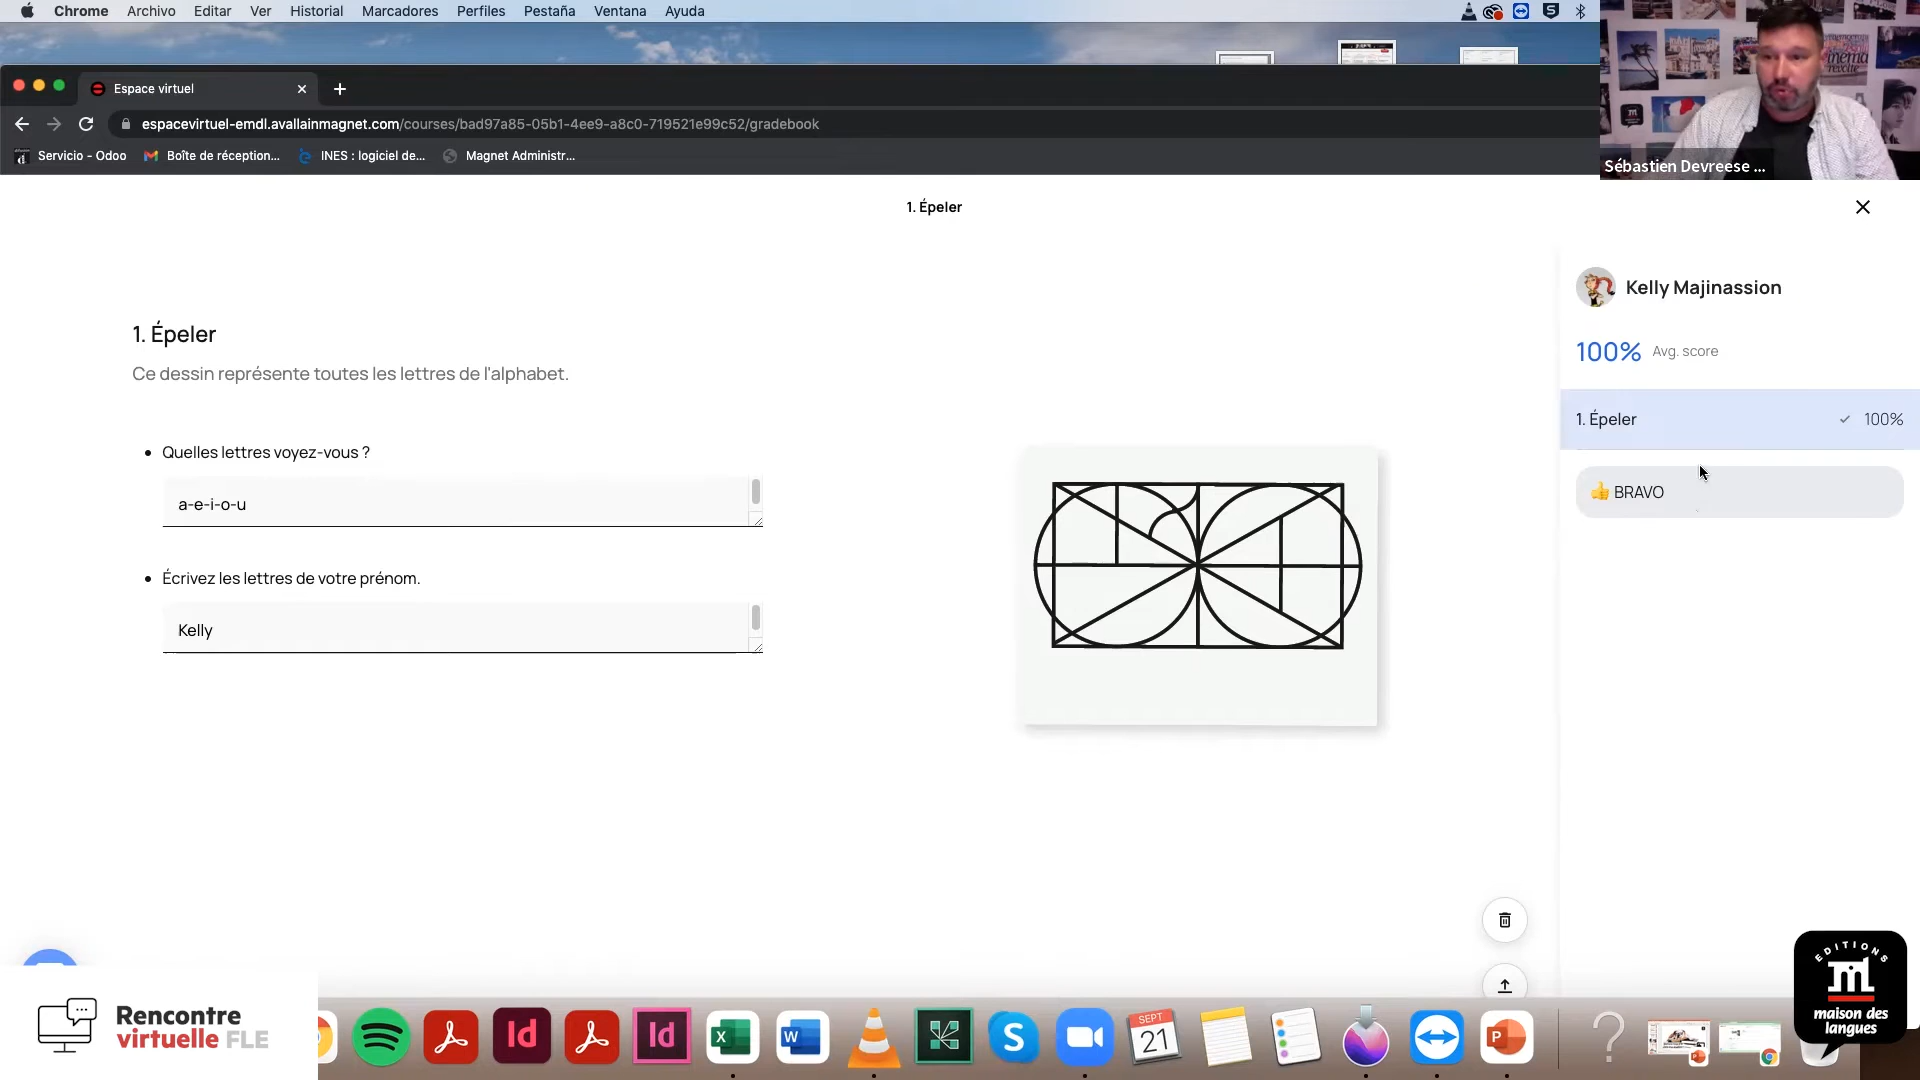 Chrome Archivo Editar Ver Historial Marcadores Perfiles Pestaña Ventana Ayuda
Espace virtuel
espacevirtuel-emdl.avallainmagnet.com/courses/bad97a85-05b1-4ee9-a8c0-719521e99c52/gradebook
Servicio - Odoo Boîte de réception... INES : logiciel de... Magnet Administr...
Sébastien Devreese ...
1. Épeler
Kelly Majinassion
100% Avg. score
1. Épeler 100%
👍 BRAVO
1. Épeler
Ce dessin représente toutes les lettres de l'alphabet.
• Quelles lettres voyez-vous ?
a-e-i-o-u
• Écrivez les lettres de votre prénom.
Kelly
Rencontre
virtuelle FLE
Id
Id
X
W
S
SEPT
21
P
EDITIONS
maison des
langues